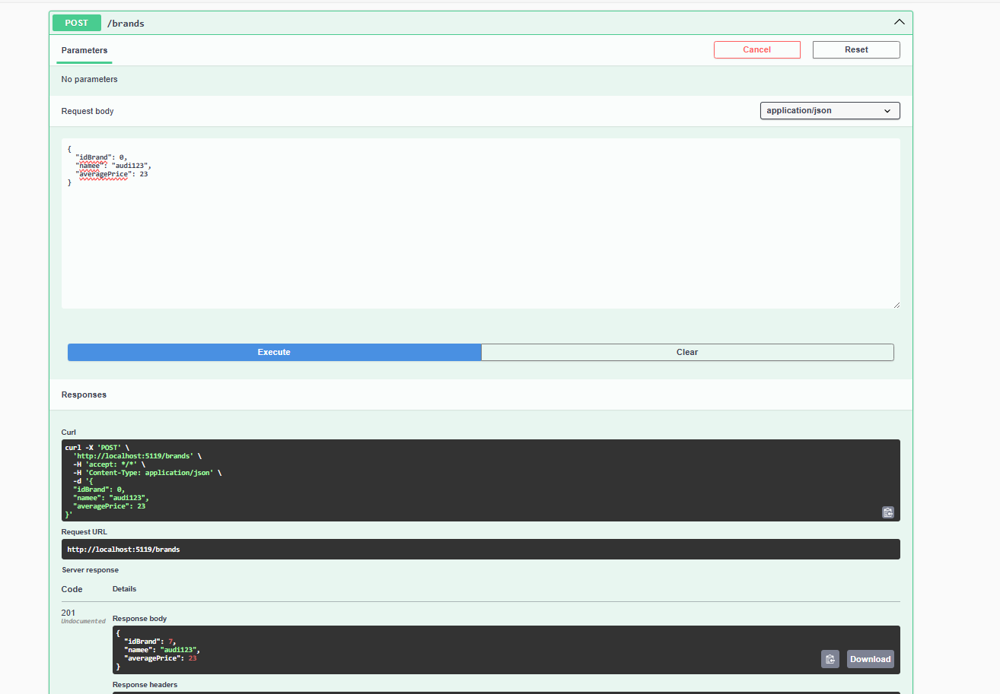 POST /brands
Parameters Cancel Reset
No parameters
Request body application/json
{
  "idBrand": 0,
  "namee": "audi123",
  "averagePrice": 23
}
Execute Clear
Responses
Curl
curl -X 'POST' \
  'http://localhost:5119/brands' \
  -H 'accept: */*' \
  -H 'Content-Type: application/json' \
  -d '{
  "idBrand": 0,
  "namee": "audi123",
  "averagePrice": 23
}'
Request URL
http://localhost:5119/brands
Server response
Code Details
201
Undocumented
Response body
{
  "idBrand": 7,
  "namee": "audi123",
  "averagePrice": 23
}
Download
Response headers